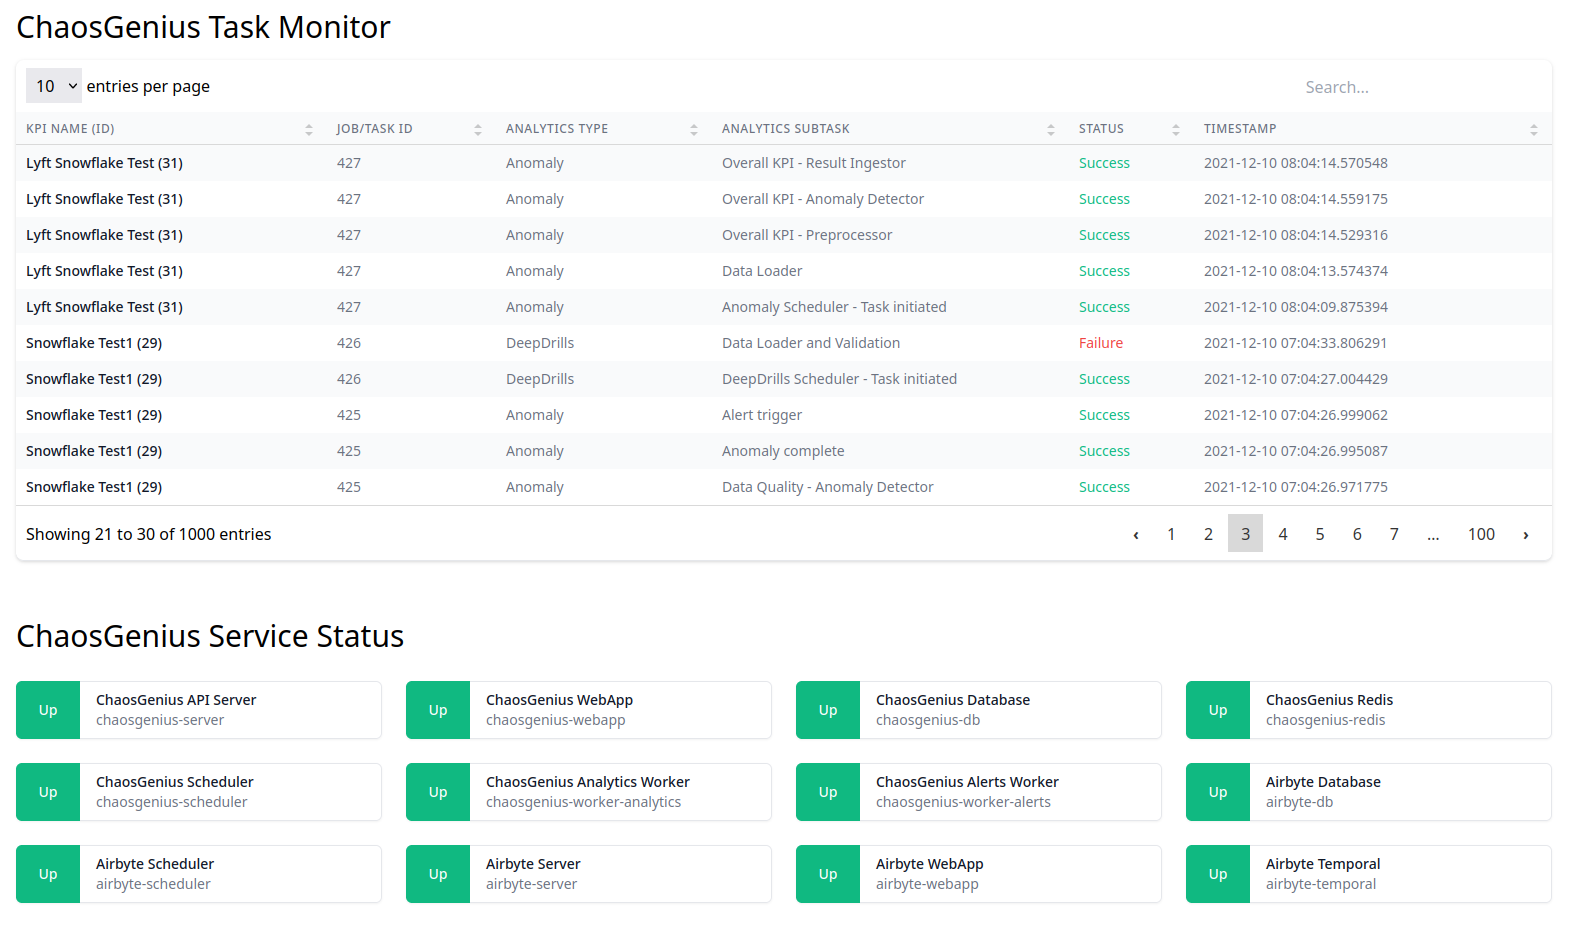 ChaosGenius Task Monitor
10 entries per page Search...
KPI NAME (ID) JOB/TASK ID ANALYTICS TYPE ANALYTICS SUBTASK STATUS TIMESTAMP
Lyft Snowflake Test (31) 427 Anomaly Overall KPI - Result Ingestor Success 2021-12-10 08:04:14.570548
Lyft Snowflake Test (31) 427 Anomaly Overall KPI - Anomaly Detector Success 2021-12-10 08:04:14.559175
Lyft Snowflake Test (31) 427 Anomaly Overall KPI - Preprocessor Success 2021-12-10 08:04:14.529316
Lyft Snowflake Test (31) 427 Anomaly Data Loader Success 2021-12-10 08:04:13.574374
Lyft Snowflake Test (31) 427 Anomaly Anomaly Scheduler - Task initiated Success 2021-12-10 08:04:09.875394
Snowflake Test1 (29) 426 DeepDrills Data Loader and Validation Failure 2021-12-10 07:04:33.806291
Snowflake Test1 (29) 426 DeepDrills DeepDrills Scheduler - Task initiated Success 2021-12-10 07:04:27.004429
Snowflake Test1 (29) 425 Anomaly Alert trigger Success 2021-12-10 07:04:26.999062
Snowflake Test1 (29) 425 Anomaly Anomaly complete Success 2021-12-10 07:04:26.995087
Snowflake Test1 (29) 425 Anomaly Data Quality - Anomaly Detector Success 2021-12-10 07:04:26.971775
Showing 21 to 30 of 1000 entries ‹ 1 2 3 4 5 6 7 ... 100 ›
ChaosGenius Service Status
Up ChaosGenius API Server
chaosgenius-server
Up ChaosGenius WebApp
chaosgenius-webapp
Up ChaosGenius Database
chaosgenius-db
Up ChaosGenius Redis
chaosgenius-redis
Up ChaosGenius Scheduler
chaosgenius-scheduler
Up ChaosGenius Analytics Worker
chaosgenius-worker-analytics
Up ChaosGenius Alerts Worker
chaosgenius-worker-alerts
Up Airbyte Database
airbyte-db
Up Airbyte Scheduler
airbyte-scheduler
Up Airbyte Server
airbyte-server
Up Airbyte WebApp
airbyte-webapp
Up Airbyte Temporal
airbyte-temporal